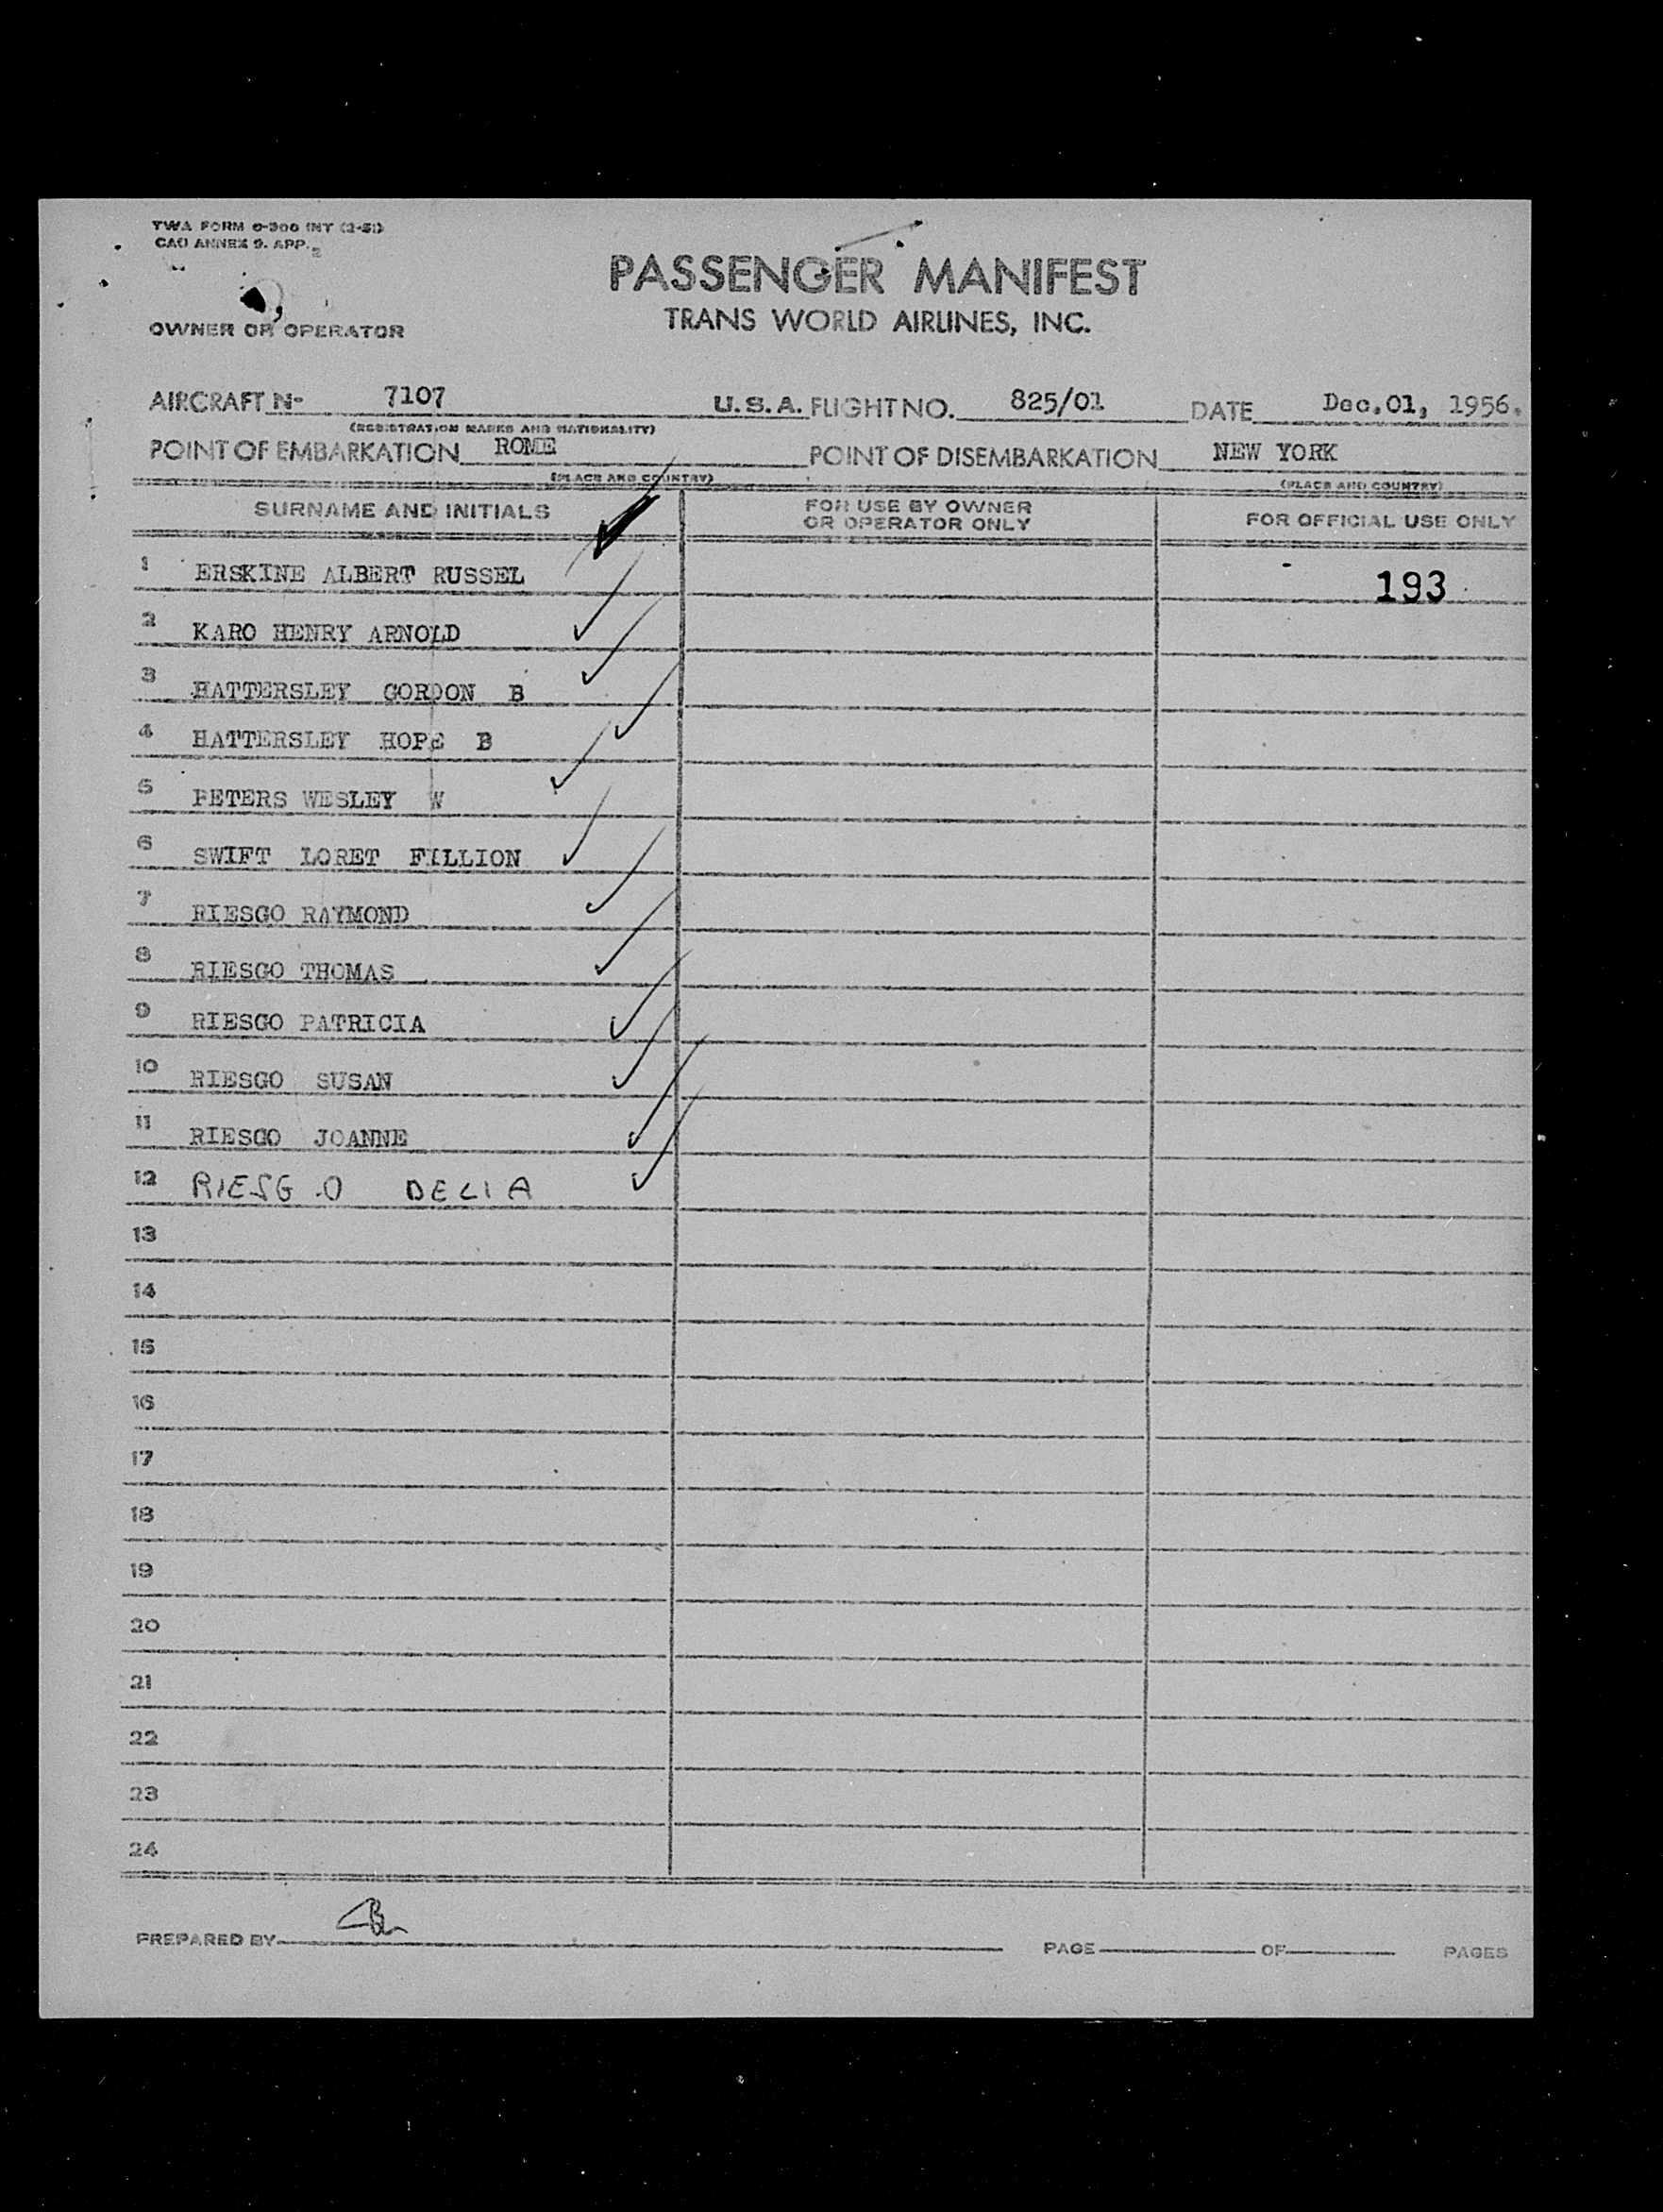 TWA FORM 0-300 INT (2-51)
CAO ANNEX 9. APP. 2
PASSENGER MANIFEST
TRANS WORLD AIRLINES, INC.
OWNER OR OPERATOR
AIRCRAFT N- 7107 U.S.A. FLIGHT NO. 825/01 DATE Dec.01, 1956.
(REGISTRATION MARKS AND NATIONALITY)
POINT OF EMBARKATION ROME POINT OF DISEMBARKATION NEW YORK
(PLACE AND COUNTRY) (PLACE AND COUNTRY)
SURNAME AND INITIALS FOR USE BY OWNER OR OPERATOR ONLY FOR OFFICIAL USE ONLY
1 ERSKINE ALBERT RUSSEL 193
2 KARO HENRY ARNOLD
3 HATTERSLEY GORDON B
4 HATTERSLEY HOPE B
5 PETERS WESLEY W
6 SWIFT LORET FILLION
7 RIESGO RAYMOND
8 RIESGO THOMAS
9 RIESGO PATRICIA
10 RIESGO SUSAN
11 RIESGO JOANNE
12 RIESGO DELIA
13
14
15
16
17
18
19
20
21
22
23
24
PREPARED BY PAGE OF PAGES